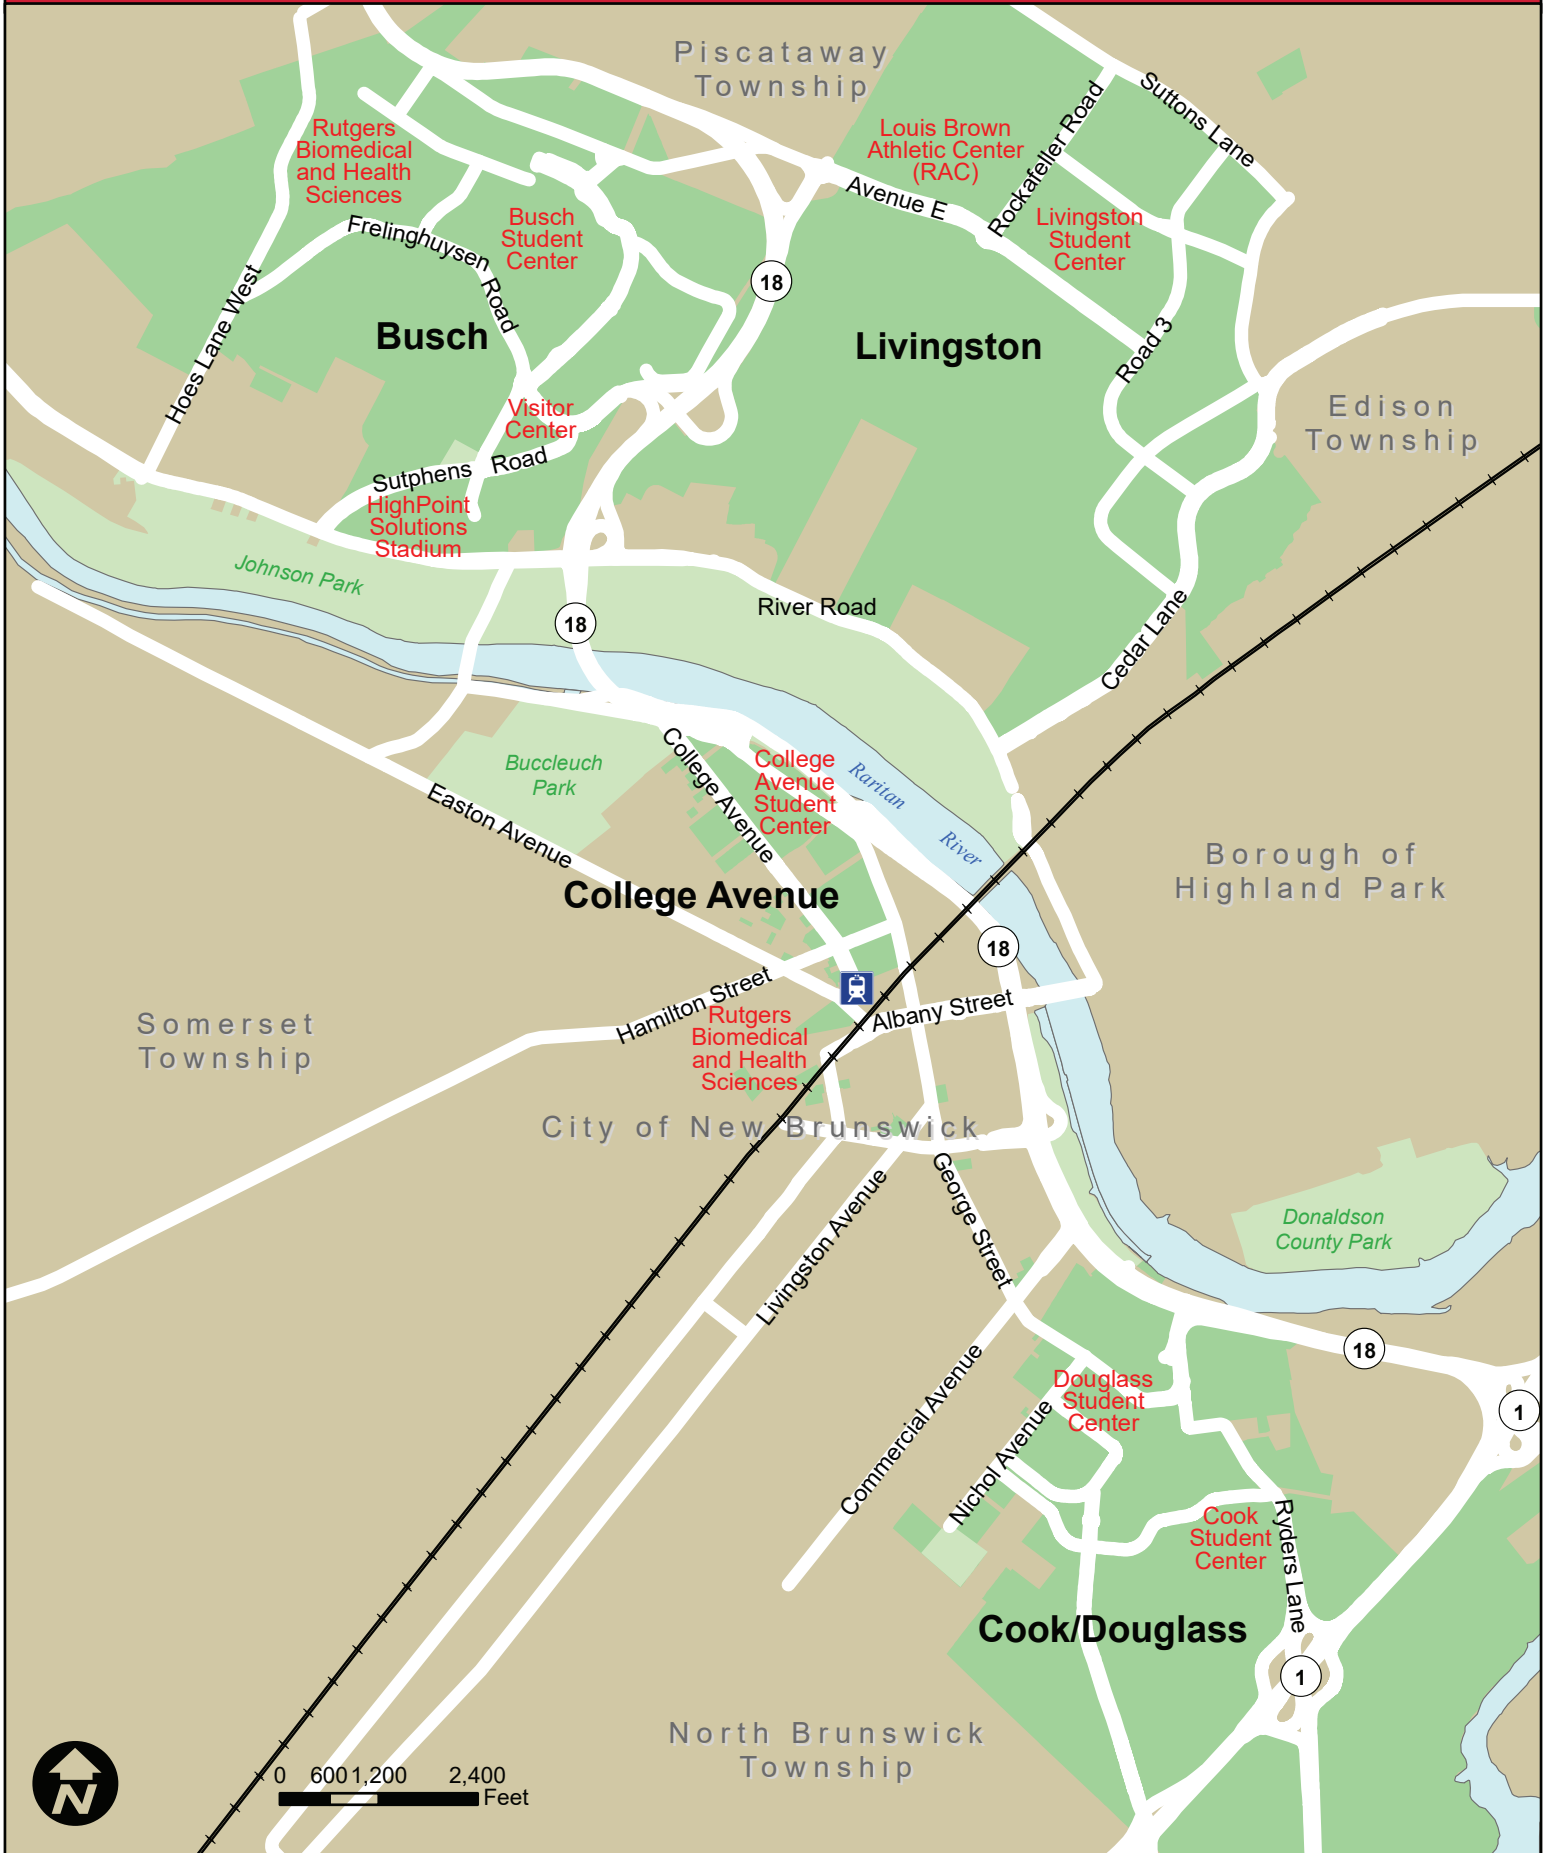 Piscataway
Township
Suttons Lane
Rutgers
Biomedical
and Health
Sciences
Louis Brown
Athletic Center
(RAC)
Rockafeller Road
Avenue E
Busch
Student
Center
Livingston
Student
Center
Frelinghuysen Road
Hoes Lane West
18
Busch
Livingston
Road 3
Visitor
Center
Edison
Township
Sutphens Road
HighPoint
Solutions
Stadium
Johnson Park
18
River Road
Cedar Lane
Buccleuch
Park
College Avenue
College
Avenue
Student
Center
Raritan
River
Easton Avenue
Borough of
Highland Park
College Avenue
18
Hamilton Street
Albany Street
Somerset
Township
Rutgers
Biomedical
and Health
Sciences
City of New Brunswick
George Street
Livingston Avenue
Donaldson
County Park
18
Commercial Avenue
Douglass
Student
Center
1
Nichol Avenue
Cook
Student
Center
Ryders Lane
Cook/Douglass
1
North Brunswick
Township
N
0 600 1,200 2,400
Feet